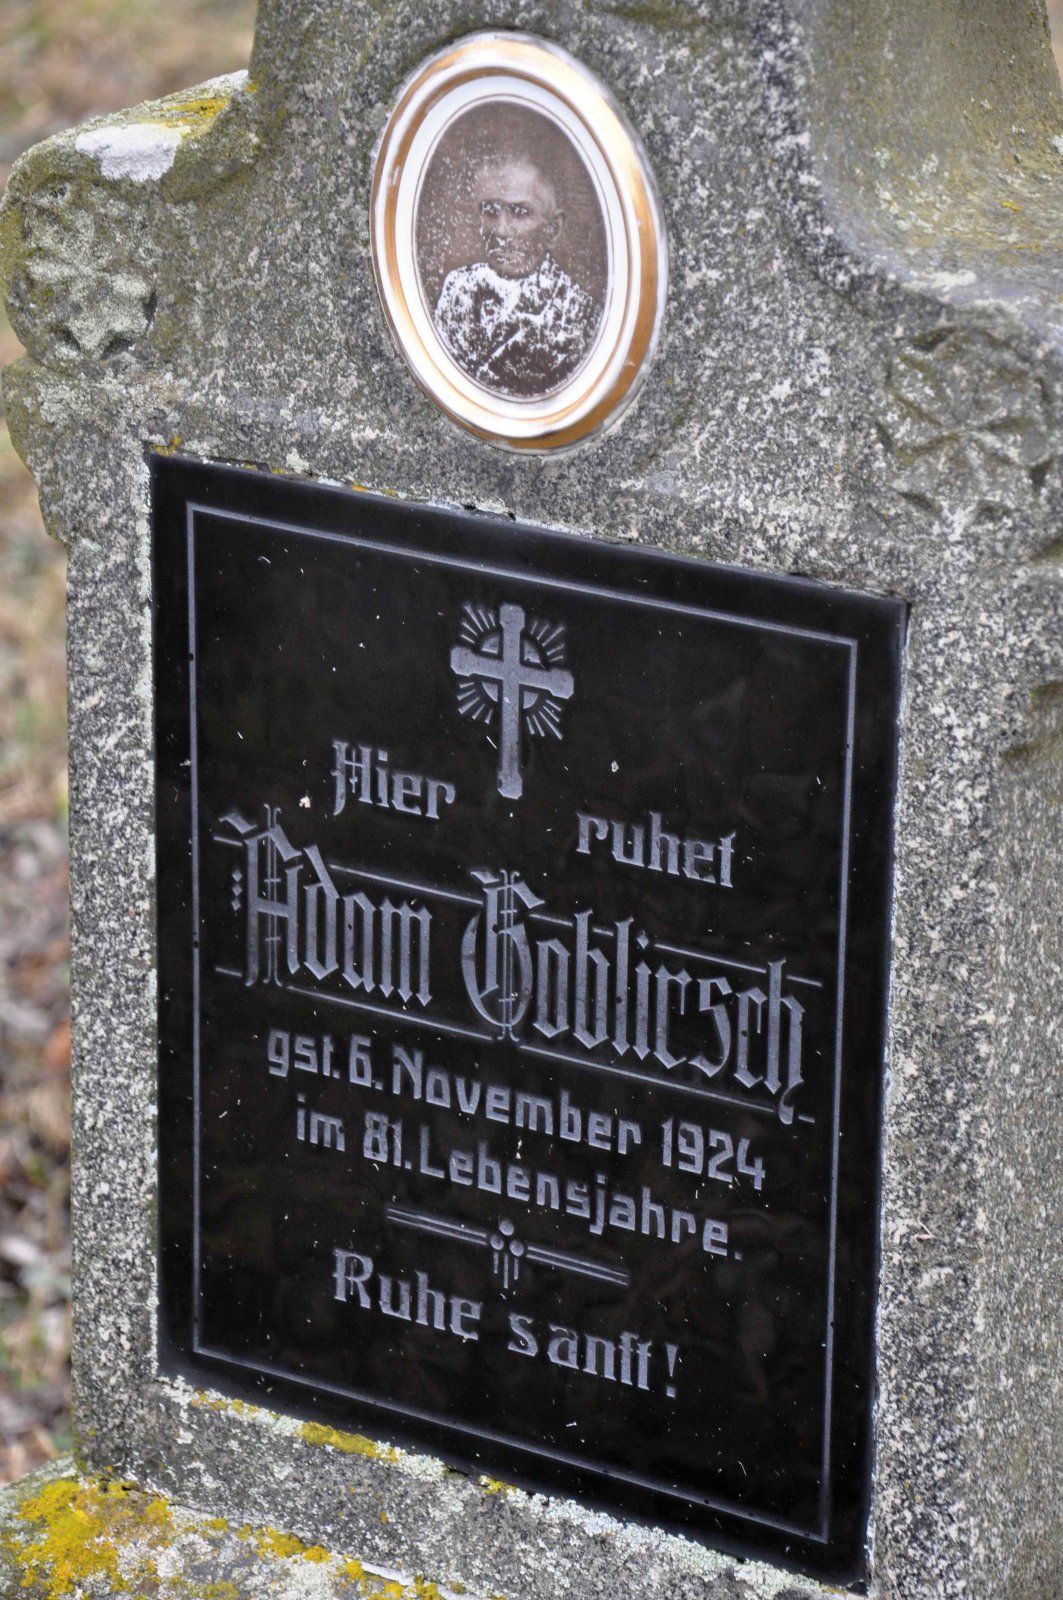 Hier ruhet
Adam Goblirsch
gst. 6. November 1924
im 81. Lebensjahre.
Ruhe sanft!